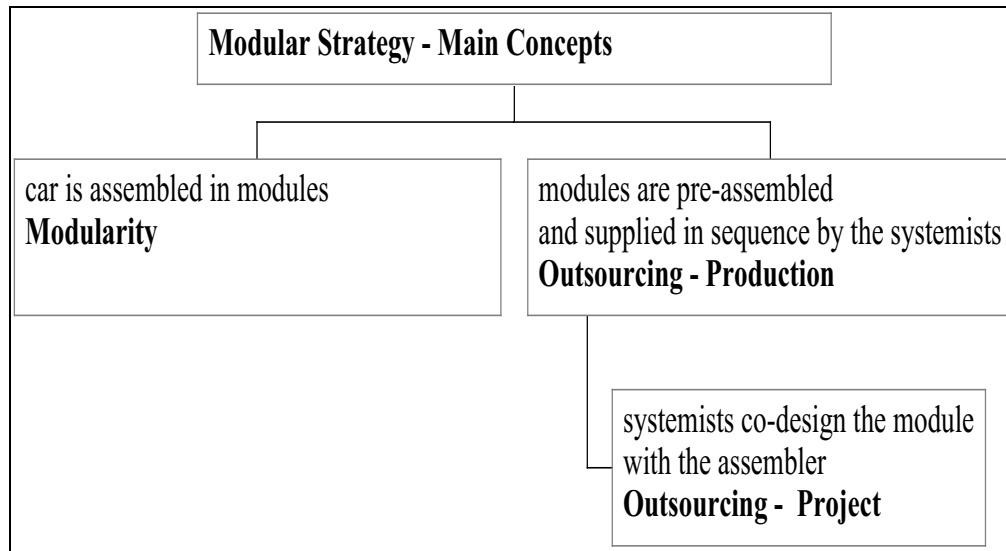 Modular Strategy - Main Concepts
car is assembled in modules
Modularity
modules are pre-assembled
and supplied in sequence by the systemists
Outsourcing - Production
systemists co-design the module
with the assembler
Outsourcing - Project